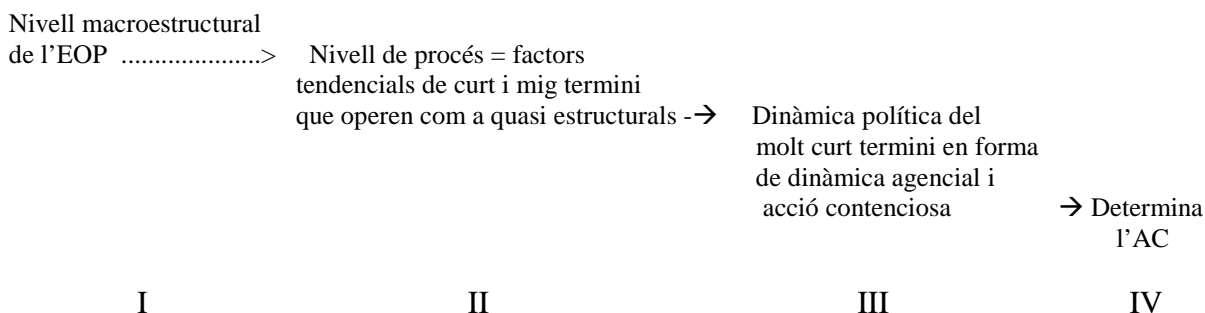 Nivell macroestructural
de l’EOP .....................> Nivell de procés = factors
tendencials de curt i mig termini
que operen com a quasi estructurals -→ Dinàmica política del
molt curt termini en forma
de dinàmica agencial i
acció contenciosa → Determina
l’AC
I II III IV